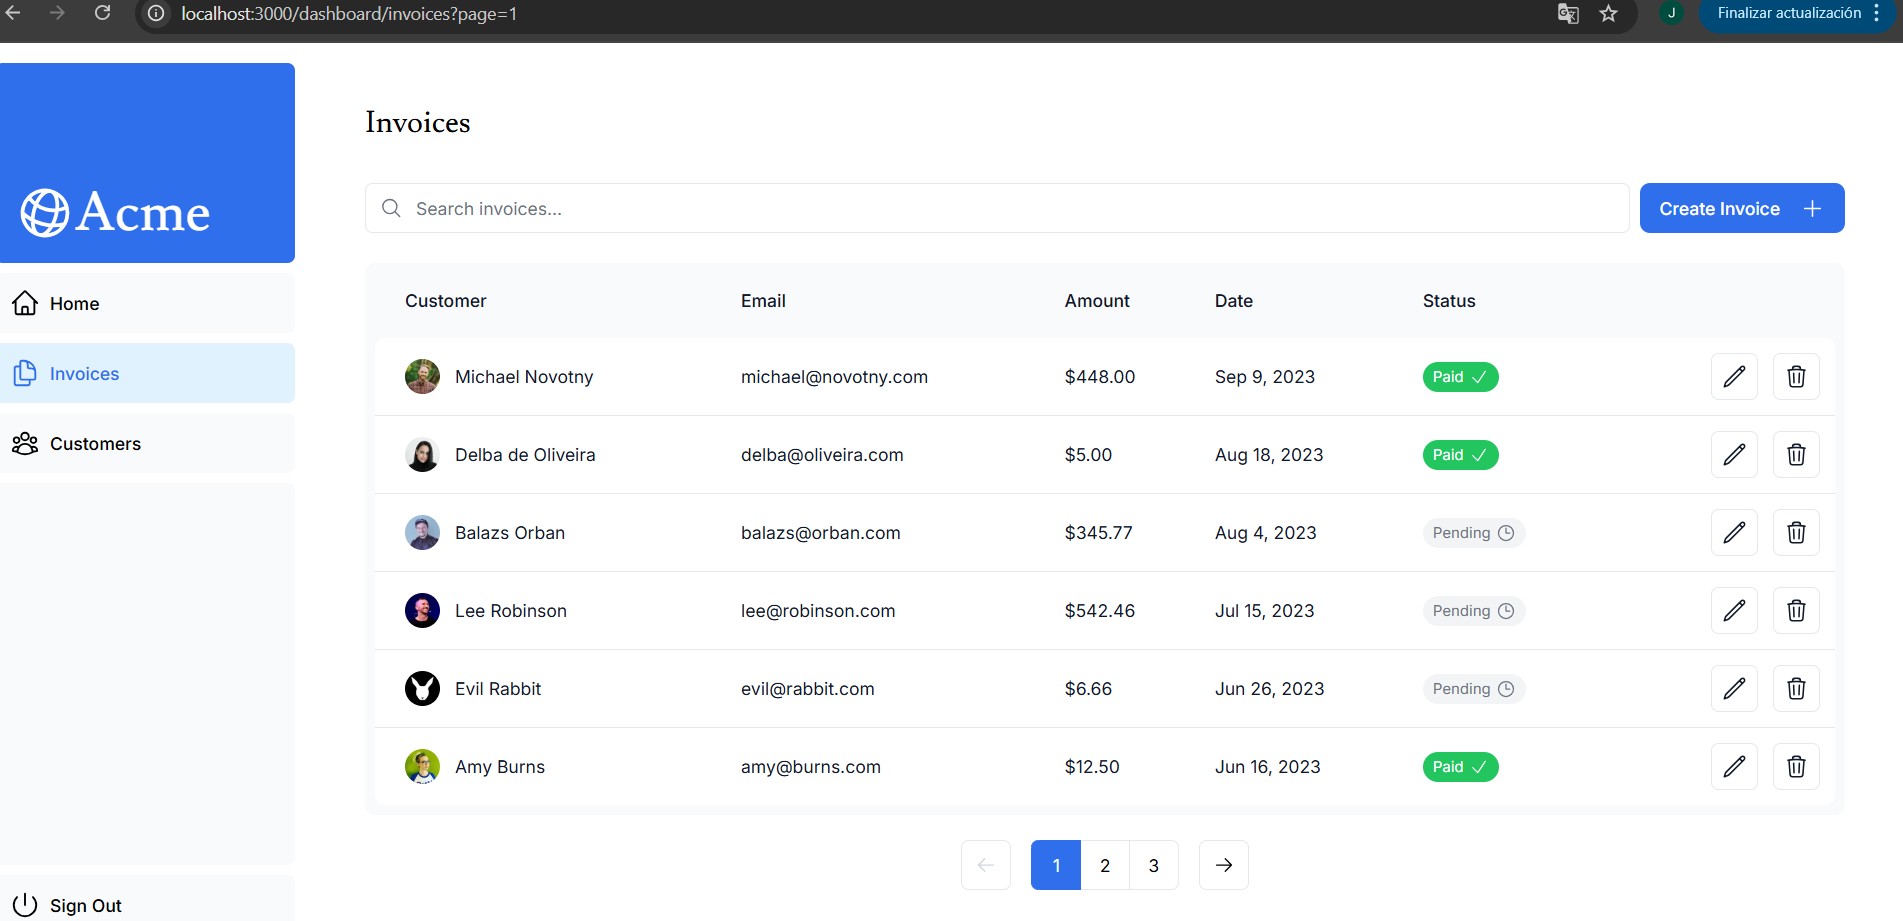 localhost:3000/dashboard/invoices?page=1
J
Finalizar actualización
Acme
Home
Invoices
Customers
Sign Out
Invoices
Search invoices...
Create Invoice
Customer Email Amount Date Status
Michael Novotny michael@novotny.com $448.00 Sep 9, 2023 Paid
Delba de Oliveira delba@oliveira.com $5.00 Aug 18, 2023 Paid
Balazs Orban balazs@orban.com $345.77 Aug 4, 2023 Pending
Lee Robinson lee@robinson.com $542.46 Jul 15, 2023 Pending
Evil Rabbit evil@rabbit.com $6.66 Jun 26, 2023 Pending
Amy Burns amy@burns.com $12.50 Jun 16, 2023 Paid
1 2 3